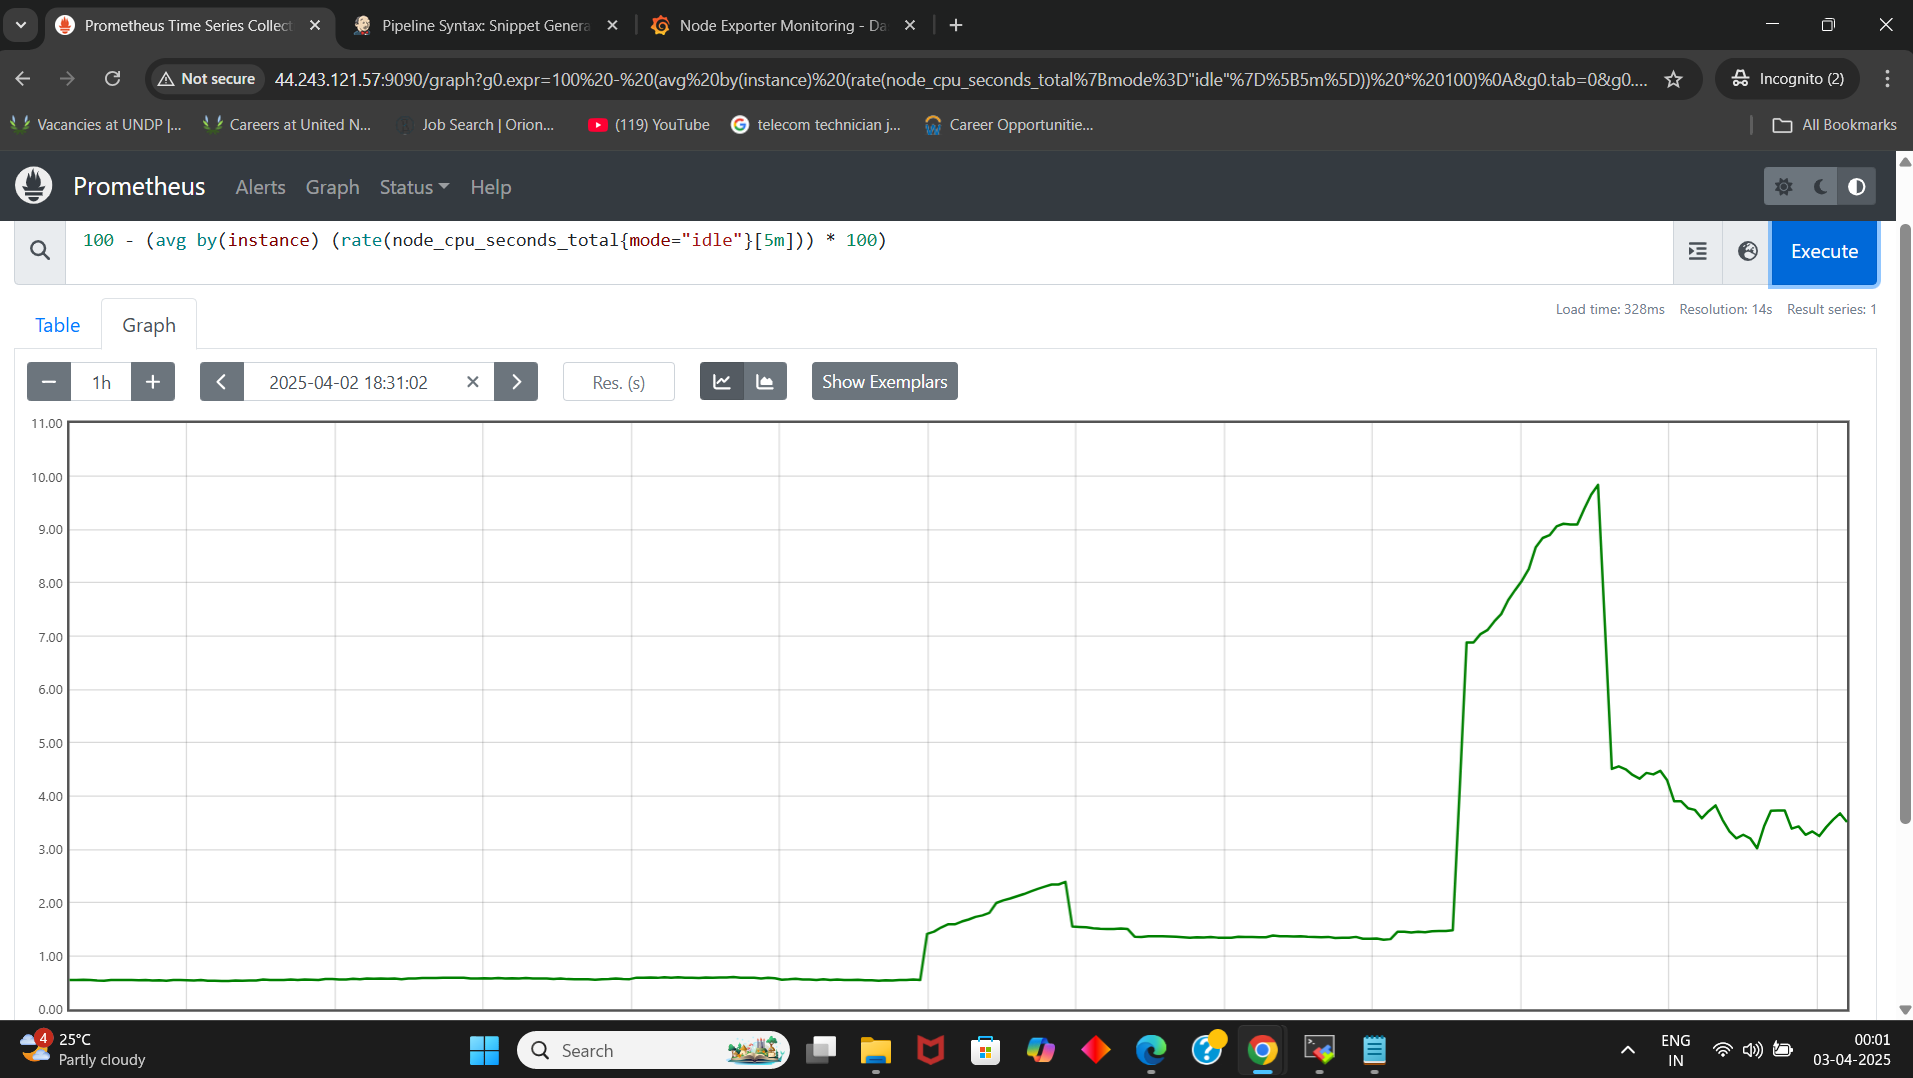 Prometheus Time Series Collect
Pipeline Syntax: Snippet Genera
Node Exporter Monitoring - Da
Not secure
44.243.121.57:9090/graph?g0.expr=100%20-%20(avg%20by(instance)%20(rate(node_cpu_seconds_total%7Bmode%3D"idle"%7D%5B5m%5D))%20*%20100)%0A&g0.tab=0&g0....
Incognito (2)
Vacancies at UNDP |...
Careers at United N...
Job Search | Orion...
(119) YouTube
telecom technician j...
Career Opportunitie...
All Bookmarks
Prometheus
Alerts
Graph
Status
Help
100 - (avg by(instance) (rate(node_cpu_seconds_total{mode="idle"}[5m])) * 100)
Execute
Table
Graph
Load time: 328ms
Resolution: 14s
Result series: 1
1h
2025-04-02 18:31:02
Res. (s)
Show Exemplars
11.00
10.00
9.00
8.00
7.00
6.00
5.00
4.00
3.00
2.00
1.00
0.00
4
25°C
Partly cloudy
Search
ENG
IN
00:01
03-04-2025